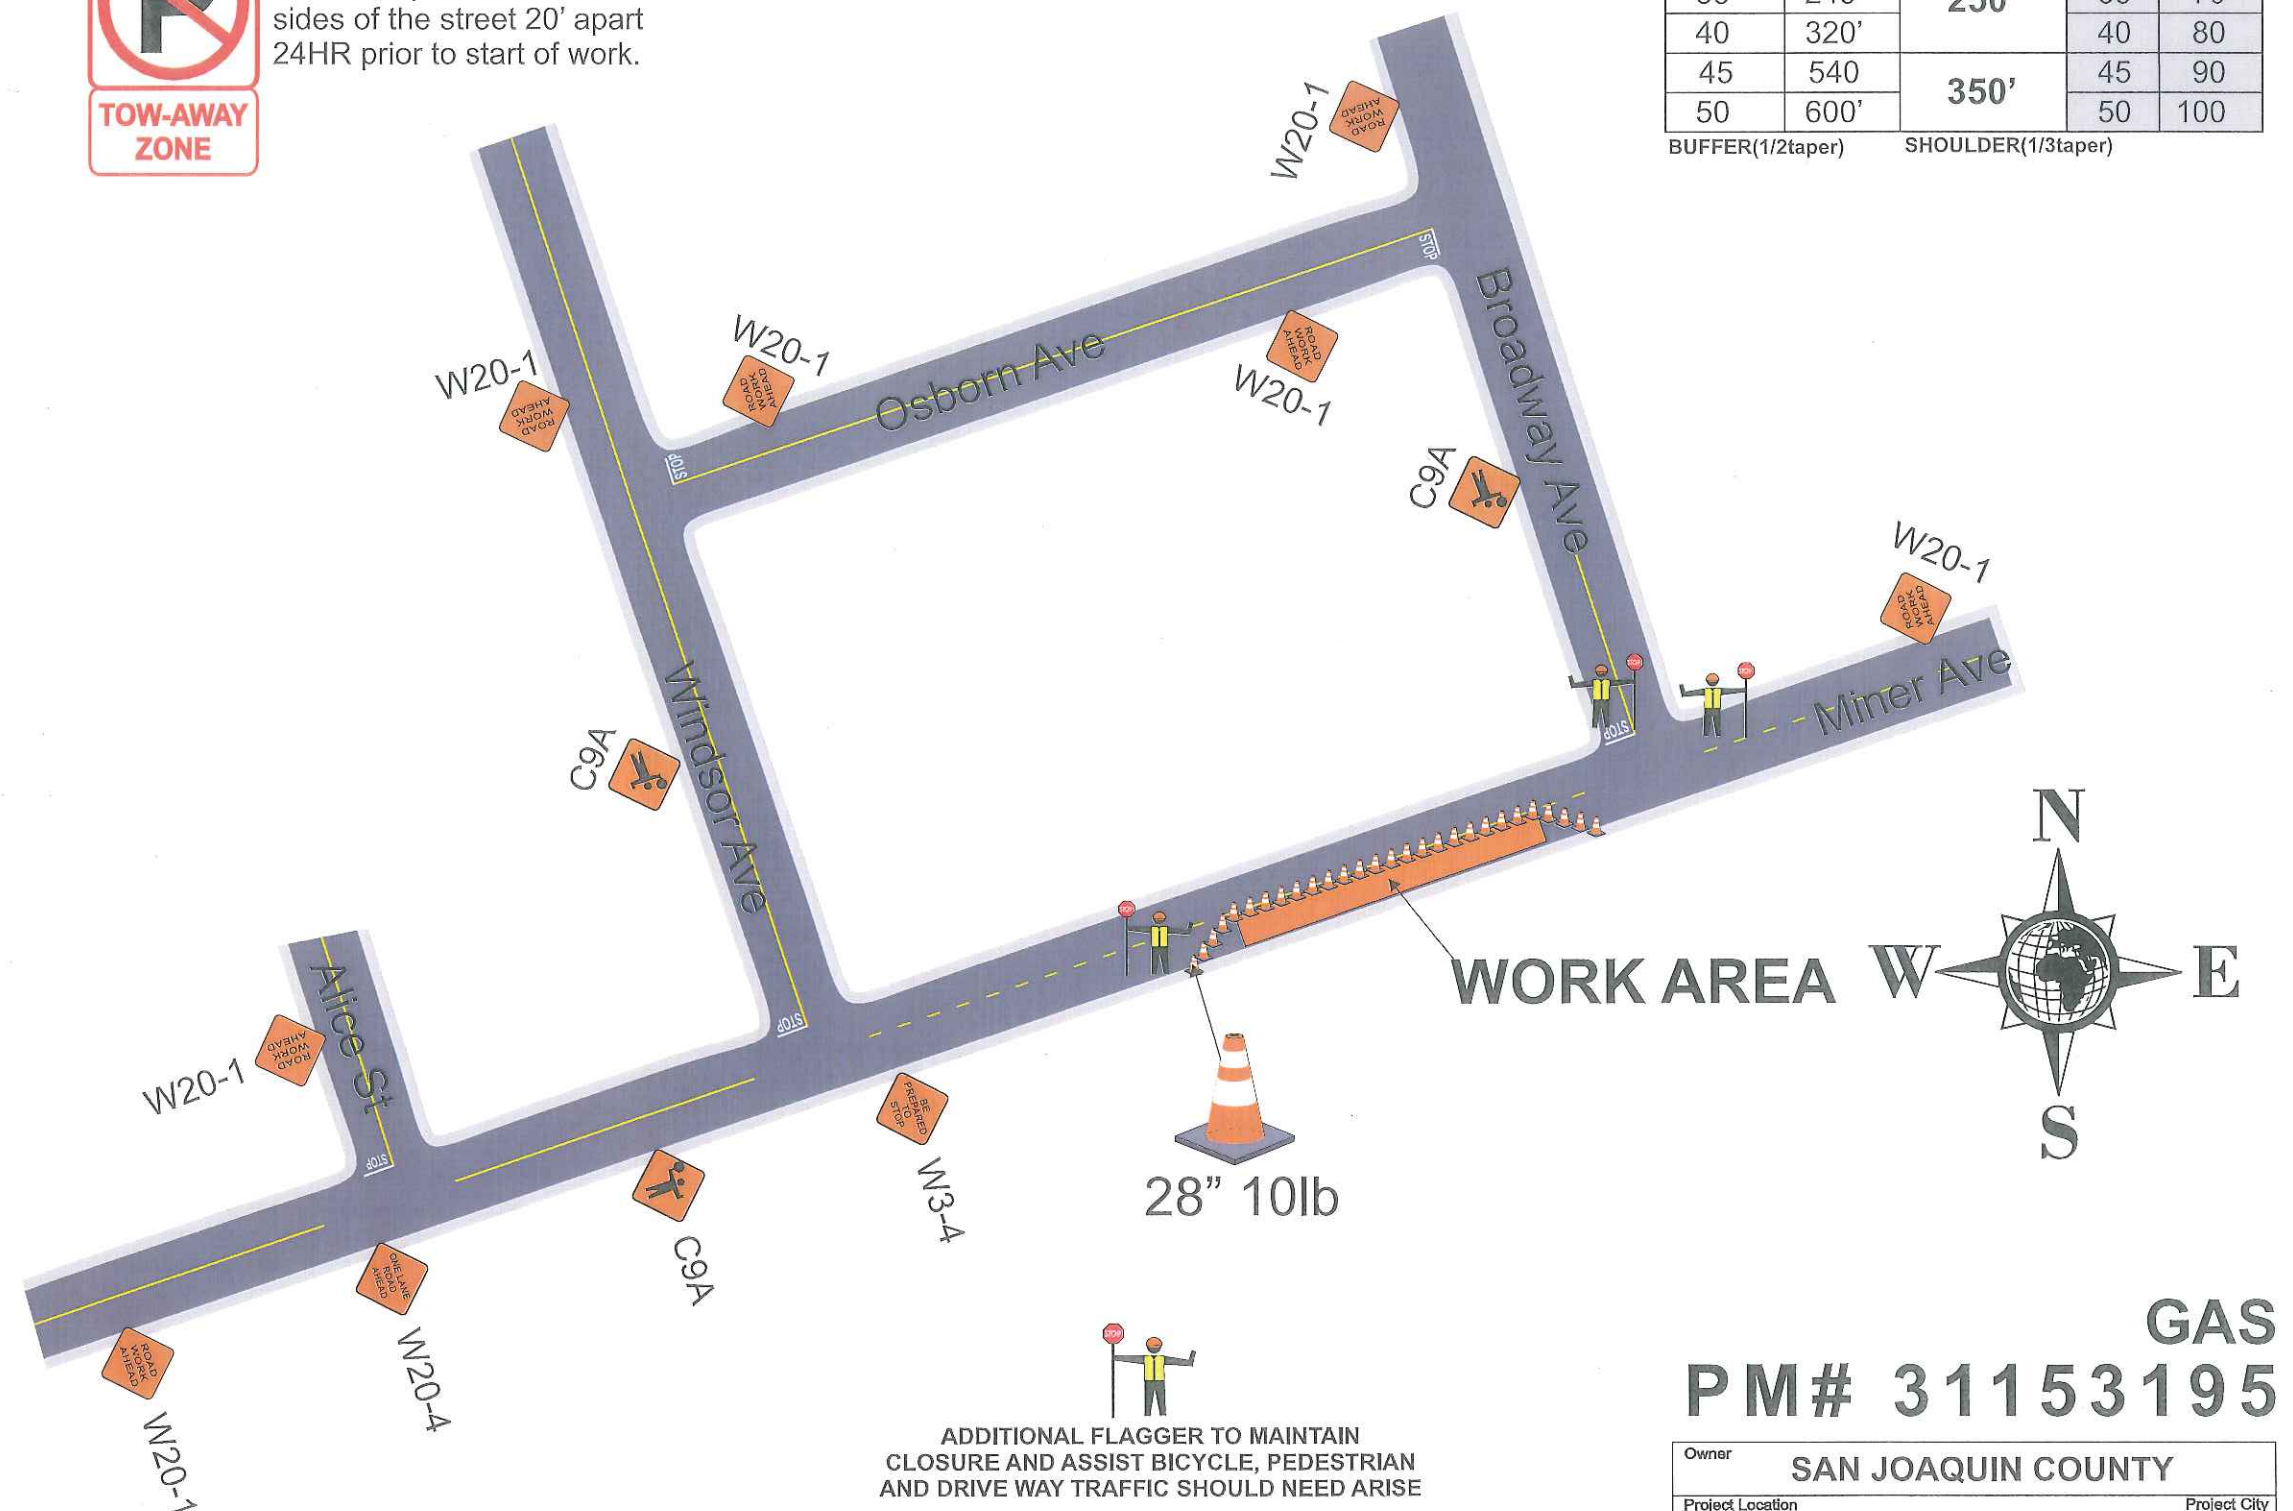 sides of the street 20' apart
24HR prior to start of work.
TOW-AWAY
ZONE
40 320' 40 80
45 540 45 90
350'
50 600' 50 100
BUFFER(1/2taper) SHOULDER(1/3taper)
W20-1
ROAD
WORK
AHEAD
STOP
Broadway Ave
W20-1
ROAD
WORK
AHEAD
W20-1
ROAD
WORK
AHEAD
Osborn Ave
ROAD
WORK
AHEAD
W20-1
STOP
C9A
W20-1
ROAD
WORK
AHEAD
STOP
STOP
STOP
Miner Ave
Windsor Ave
C9A
STOP
N
W E
S
WORK AREA
STOP
Alice St
W20-1
ROAD
WORK
AHEAD
STOP
BE
PREPARED
TO
STOP
W3-4
28" 10lb
C9A
ONE LANE
ROAD
AHEAD
W20-4
ROAD
WORK
AHEAD
W20-1
STOP
ADDITIONAL FLAGGER TO MAINTAIN
CLOSURE AND ASSIST BICYCLE, PEDESTRIAN
AND DRIVE WAY TRAFFIC SHOULD NEED ARISE
GAS
PM# 31153195
Owner
SAN JOAQUIN COUNTY
Project Location Project City